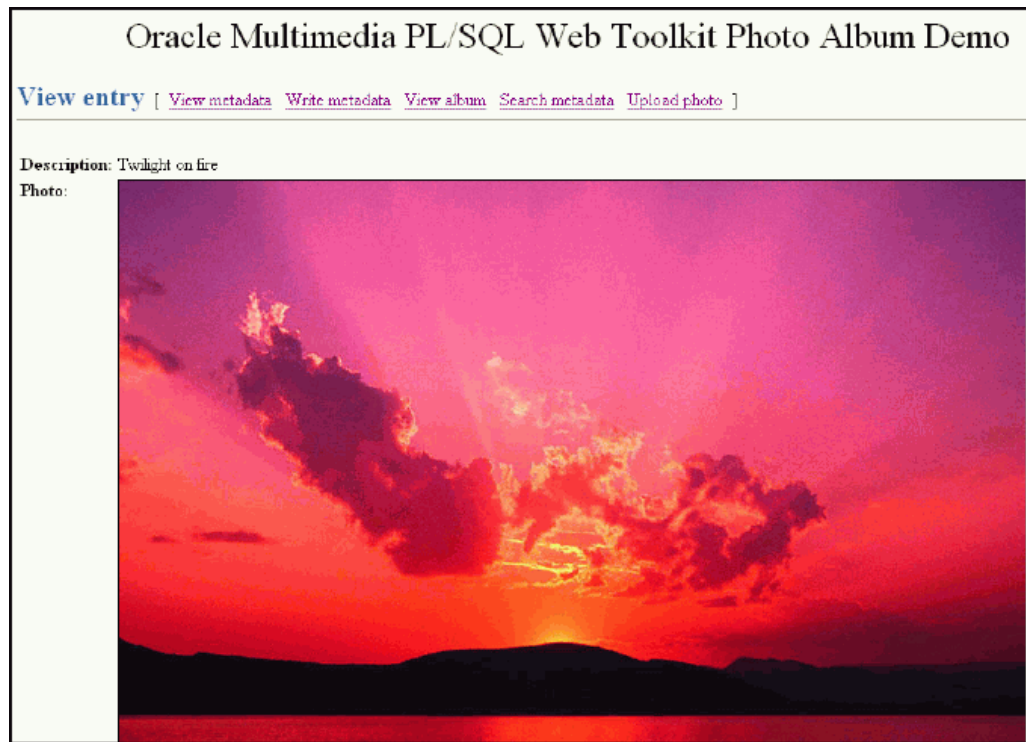 Oracle Multimedia PL/SQL Web Toolkit Photo Album Demo
View entry [ View metadata Write metadata View album Search metadata Upload photo ]
Description: Twilight on fire
Photo: